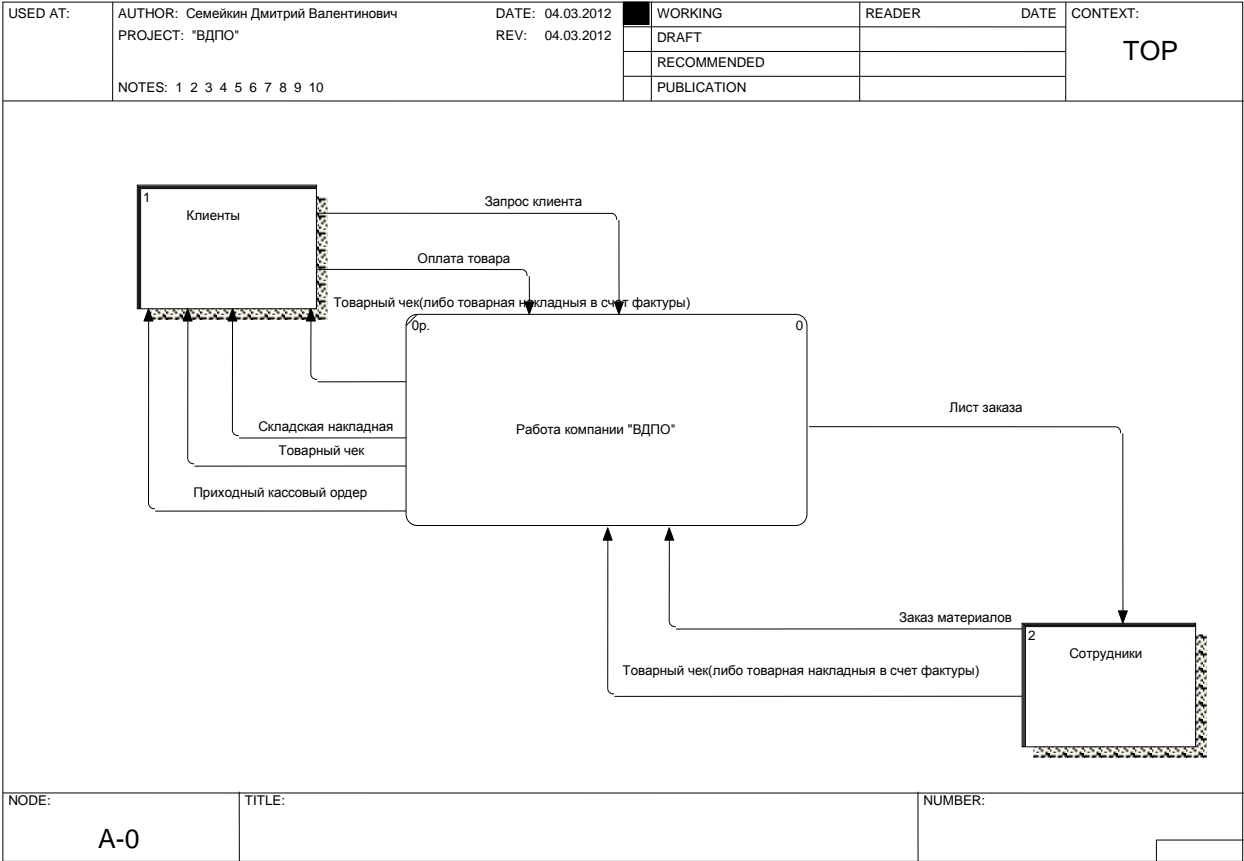 USED AT:
AUTHOR: Семейкин Дмитрий Валентинович
DATE: 04.03.2012
PROJECT: "ВДПО"
REV: 04.03.2012
NOTES: 1 2 3 4 5 6 7 8 9 10
WORKING
DRAFT
RECOMMENDED
PUBLICATION
READER
DATE
CONTEXT:
TOP
1
Клиенты
Запрос клиента
Оплата товара
Товарный чек(либо товарная накладныя в счет фактуры)
0р.
0
Работа компании "ВДПО"
Складская накладная
Товарный чек
Приходный кассовый ордер
Лист заказа
Заказ материалов
2
Сотрудники
Товарный чек(либо товарная накладныя в счет фактуры)
NODE:
A-0
TITLE:
NUMBER: